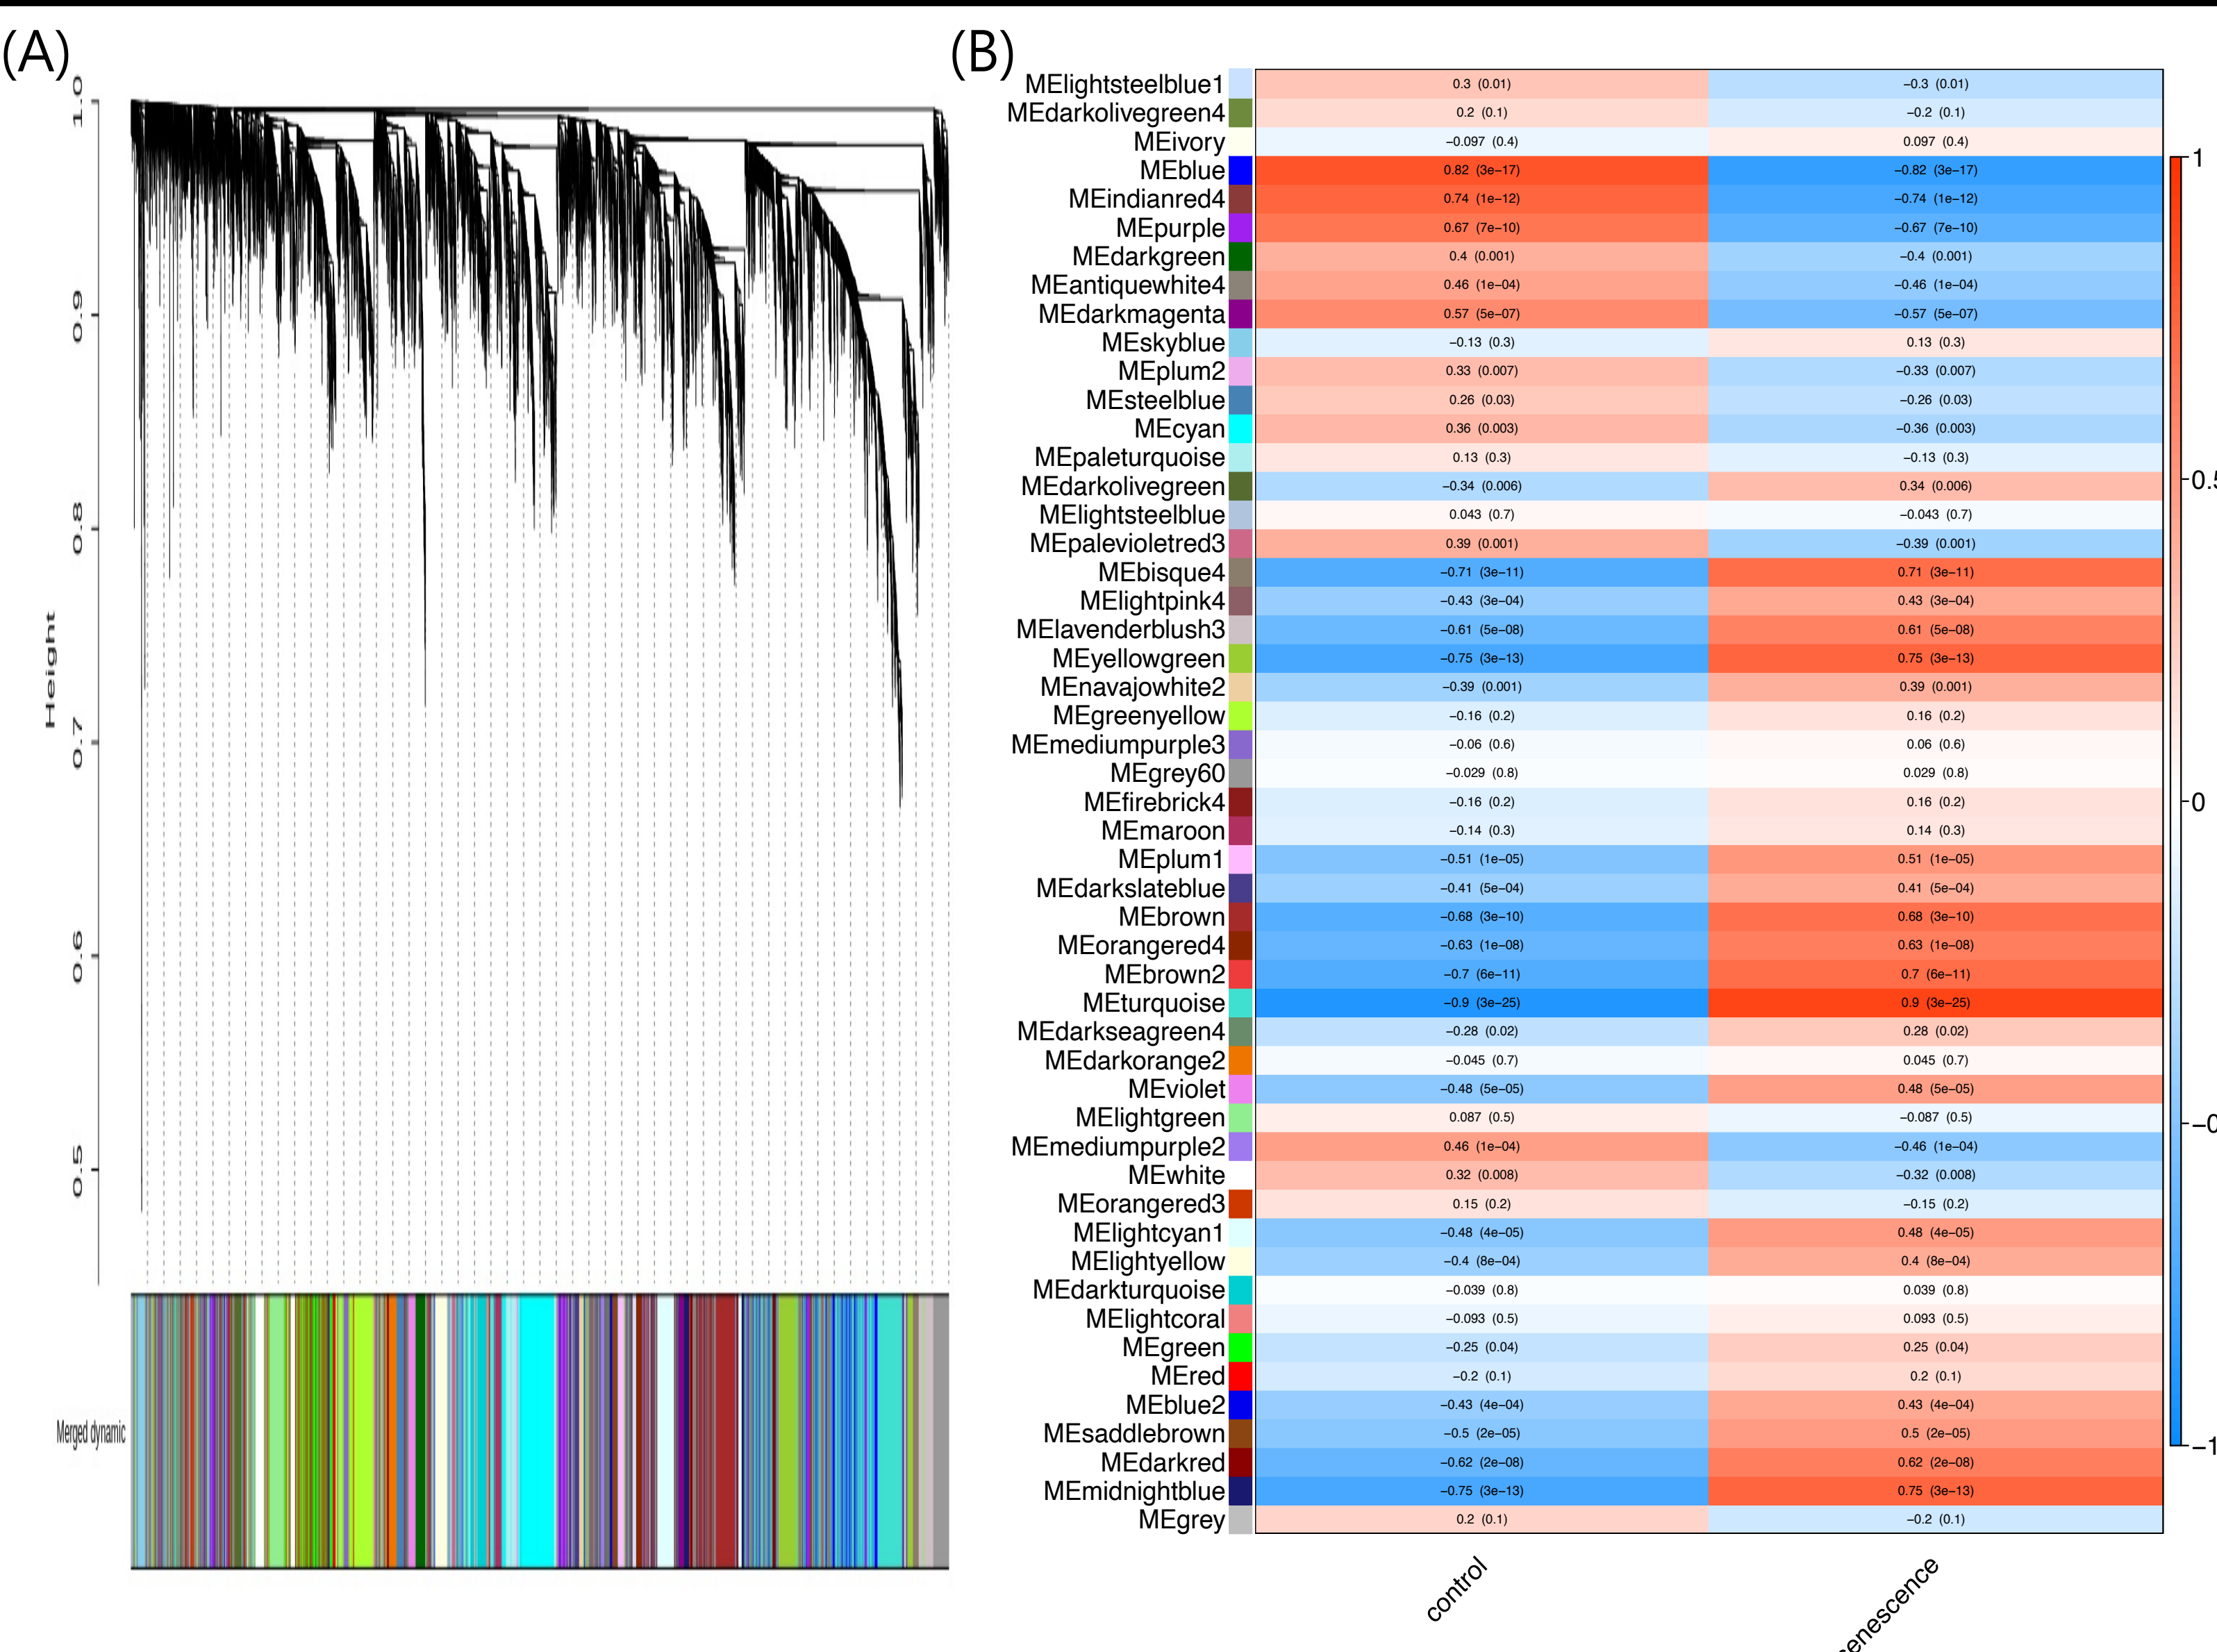 (A)
1.0
0.9
0.8
0.7
0.6
0.5
Height
Merged dynamic
(B)
MElightsteelblue1 0.3 (0.01) −0.3 (0.01)
MEdarkolivegreen4 0.2 (0.1) −0.2 (0.1)
MEivory −0.097 (0.4) 0.097 (0.4)
MEblue 0.82 (3e−17) −0.82 (3e−17)
MEindianred4 0.74 (1e−12) −0.74 (1e−12)
MEpurple 0.67 (7e−10) −0.67 (7e−10)
MEdarkgreen 0.4 (0.001) −0.4 (0.001)
MEantiquewhite4 0.46 (1e−04) −0.46 (1e−04)
MEdarkmagenta 0.57 (5e−07) −0.57 (5e−07)
MEskyblue −0.13 (0.3) 0.13 (0.3)
MEplum2 0.33 (0.007) −0.33 (0.007)
MEsteelblue 0.26 (0.03) −0.26 (0.03)
MEcyan 0.36 (0.003) −0.36 (0.003)
MEpaleturquoise 0.13 (0.3) −0.13 (0.3)
MEdarkolivegreen −0.34 (0.006) 0.34 (0.006)
MElightsteelblue 0.043 (0.7) −0.043 (0.7)
MEpalevioletred3 0.39 (0.001) −0.39 (0.001)
MEbisque4 −0.71 (3e−11) 0.71 (3e−11)
MElightpink4 −0.43 (3e−04) 0.43 (3e−04)
MElavenderblush3 −0.61 (5e−08) 0.61 (5e−08)
MEyellowgreen −0.75 (3e−13) 0.75 (3e−13)
MEnavajowhite2 −0.39 (0.001) 0.39 (0.001)
MEgreenyellow −0.16 (0.2) 0.16 (0.2)
MEmediumpurple3 −0.06 (0.6) 0.06 (0.6)
MEgrey60 −0.029 (0.8) 0.029 (0.8)
MEfirebrick4 −0.16 (0.2) 0.16 (0.2)
MEmaroon −0.14 (0.3) 0.14 (0.3)
MEplum1 −0.51 (1e−05) 0.51 (1e−05)
MEdarkslateblue −0.41 (5e−04) 0.41 (5e−04)
MEbrown −0.68 (3e−10) 0.68 (3e−10)
MEorangered4 −0.63 (1e−08) 0.63 (1e−08)
MEbrown2 −0.7 (6e−11) 0.7 (6e−11)
MEturquoise −0.9 (3e−25) 0.9 (3e−25)
MEdarkseagreen4 −0.28 (0.02) 0.28 (0.02)
MEdarkorange2 −0.045 (0.7) 0.045 (0.7)
MEviolet −0.48 (5e−05) 0.48 (5e−05)
MElightgreen 0.087 (0.5) −0.087 (0.5)
MEmediumpurple2 0.46 (1e−04) −0.46 (1e−04)
MEwhite 0.32 (0.008) −0.32 (0.008)
MEorangered3 0.15 (0.2) −0.15 (0.2)
MElightcyan1 −0.48 (4e−05) 0.48 (4e−05)
MElightyellow −0.4 (8e−04) 0.4 (8e−04)
MEdarkturquoise −0.039 (0.8) 0.039 (0.8)
MElightcoral −0.093 (0.5) 0.093 (0.5)
MEgreen −0.25 (0.04) 0.25 (0.04)
MEred −0.2 (0.1) 0.2 (0.1)
MEblue2 −0.43 (4e−04) 0.43 (4e−04)
MEsaddlebrown −0.5 (2e−05) 0.5 (2e−05)
MEdarkred −0.62 (2e−08) 0.62 (2e−08)
MEmidnightblue −0.75 (3e−13) 0.75 (3e−13)
MEgrey 0.2 (0.1) −0.2 (0.1)
control
enescence
1
0.5
0
−0
−1